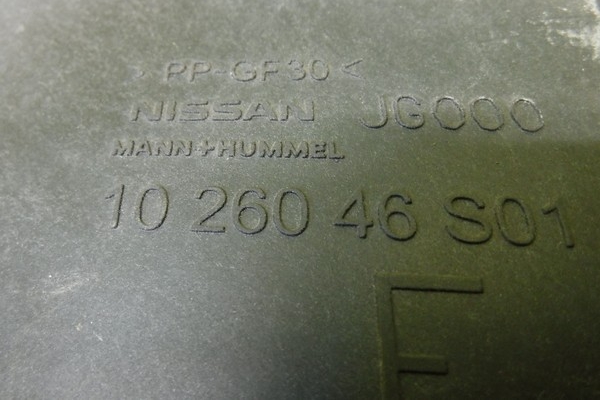 >PP-GF30<
NISSAN JG000
MANN+HUMMEL
10 260 46 S01
F